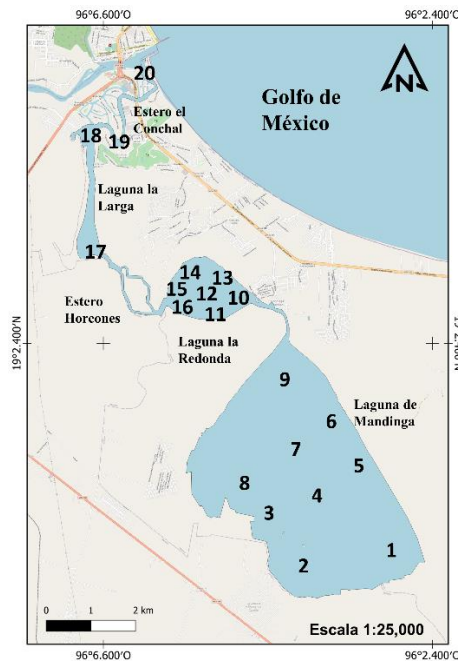 96°6.600'O
96°2.400'O
N
20
Golfo de
México
Estero el
Conchal
18
19
Laguna la
Larga
17
14
13
15
12
10
16
11
Estero
Horcones
Laguna la
Redonda
19°2.400'N
19°2.400'N
9
Laguna de
Mandinga
6
7
5
8
4
3
1
2
0
1
2 km
Escala 1:25,000
96°6.600'O
96°2.400'O